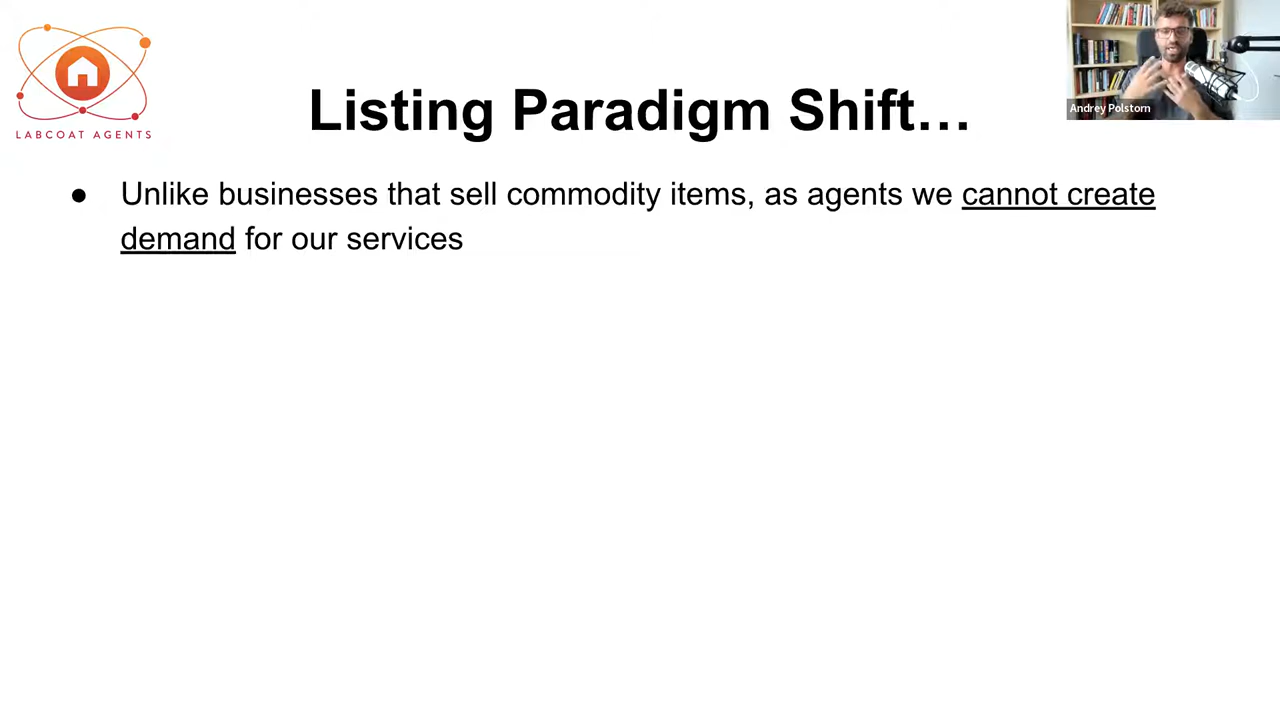 LABCOAT AGENTS
Listing Paradigm Shift…
Andrey Polstorn
● Unlike businesses that sell commodity items, as agents we cannot create
demand for our services